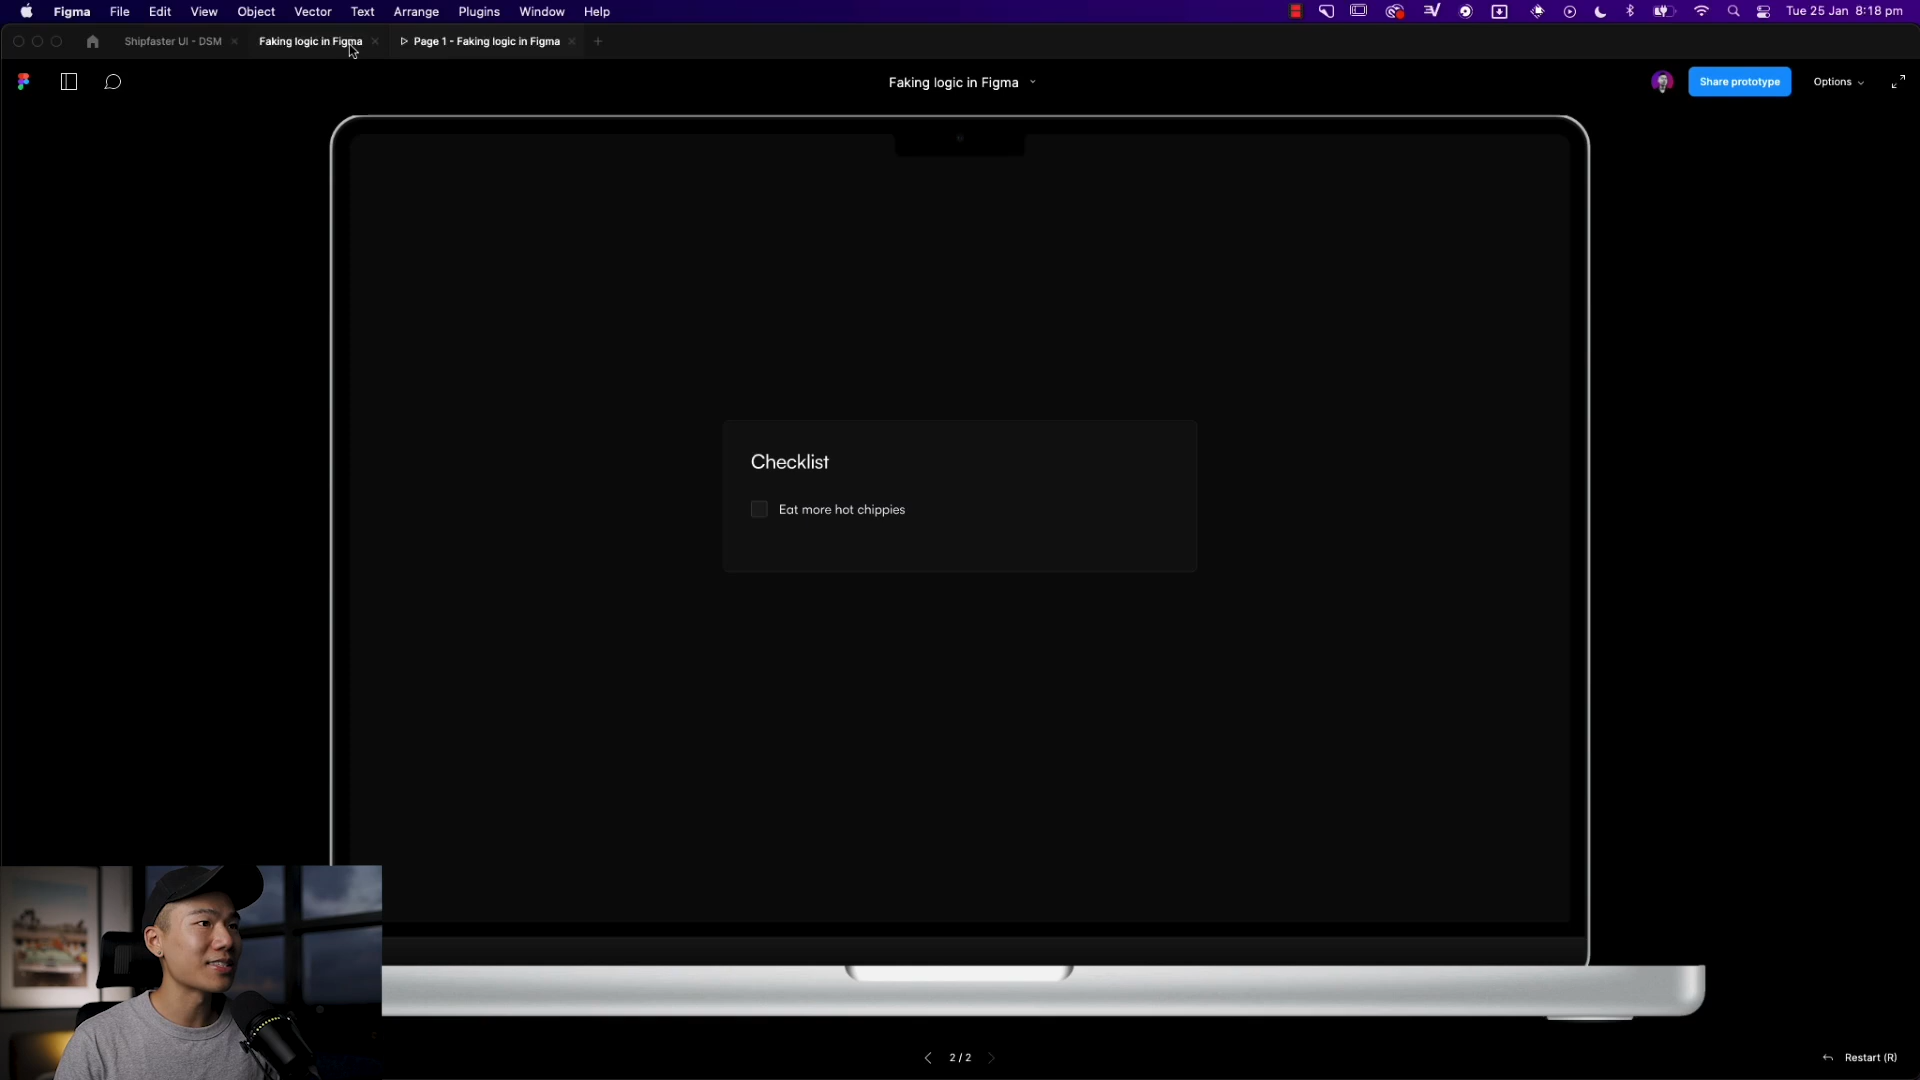 Figma File Edit View Object Vector Text Arrange Plugins Window Help Tue 25 Jan 8:18 pm
Shipfaster UI - DSM Faking logic in Figma Page 1 - Faking logic in Figma
Faking logic in Figma Share prototype Options
Checklist
Eat more hot chippies
2 / 2 Restart (R)